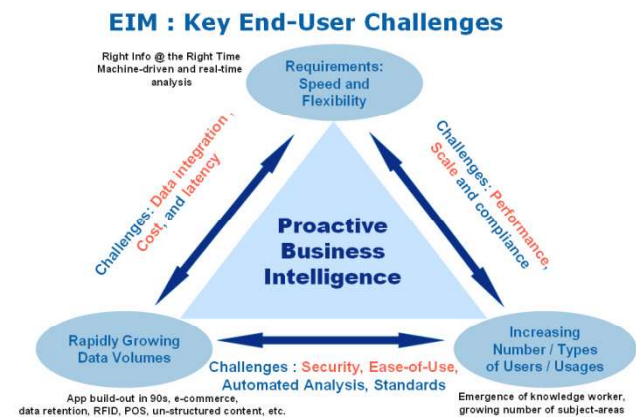 EIM : Key End-User Challenges
Right Info @ the Right Time
Machine-driven and real-time
analysis
Requirements:
Speed and
Flexibility
Challenges: Data integration,
Cost, and latency
Challenges: Performance,
Scale and compliance
Proactive
Business
Intelligence
Rapidly Growing
Data Volumes
Increasing
Number / Types
of Users / Usages
Challenges : Security, Ease-of-Use,
Automated Analysis, Standards
App build-out in 90s, e-commerce,
data retention, RFID, POS, un-structured content, etc.
Emergence of knowledge worker,
growing number of subject-areas